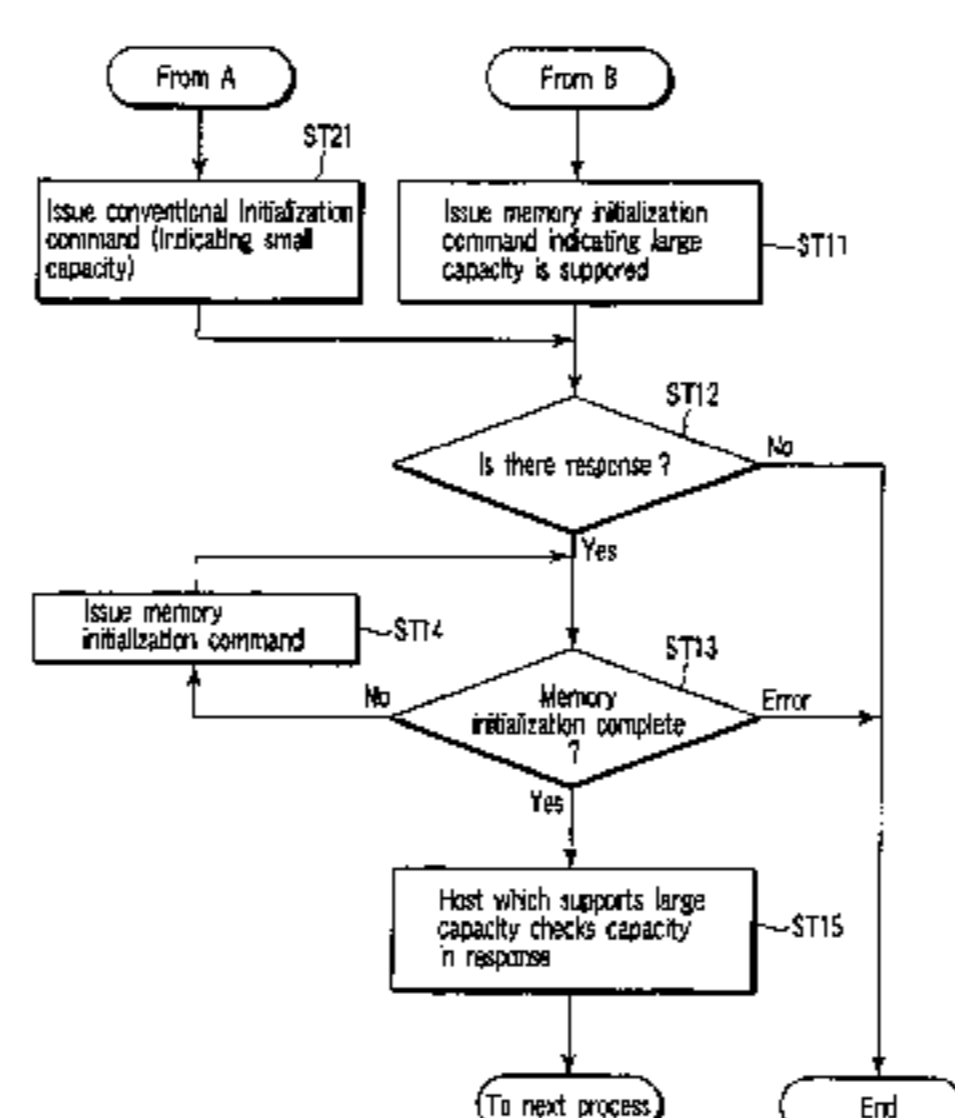 From A
From B
ST21
Issue conventional initialization
command (indicating small
capacity)
Issue memory initialization
command indicating large
capacity is suppored
ST11
ST12
Is there response ?
No
Yes
Issue memory
initialization command
ST14
ST13
No
Memory
initialization complete
?
Error
Yes
Host which supports large
capacity checks capacity
in response
ST15
To next process
End